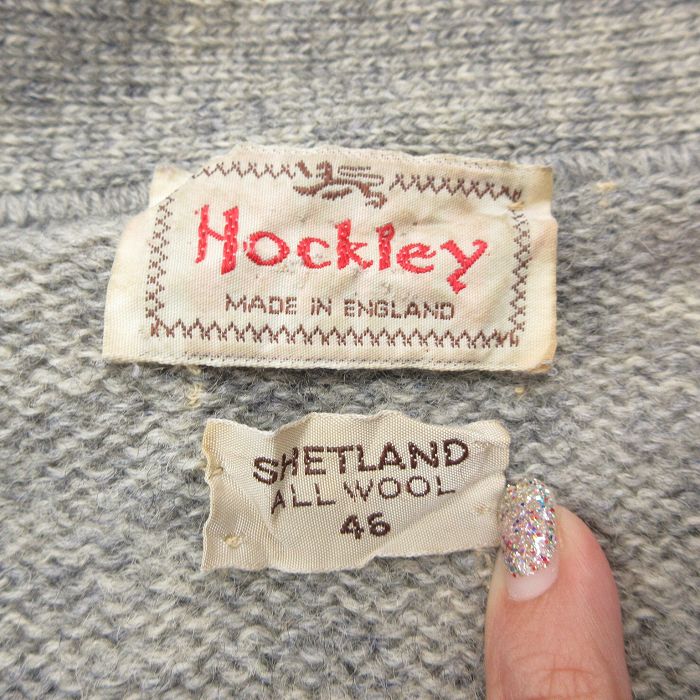 Hockley
MADE IN ENGLAND
SHETLAND
ALL WOOL
46